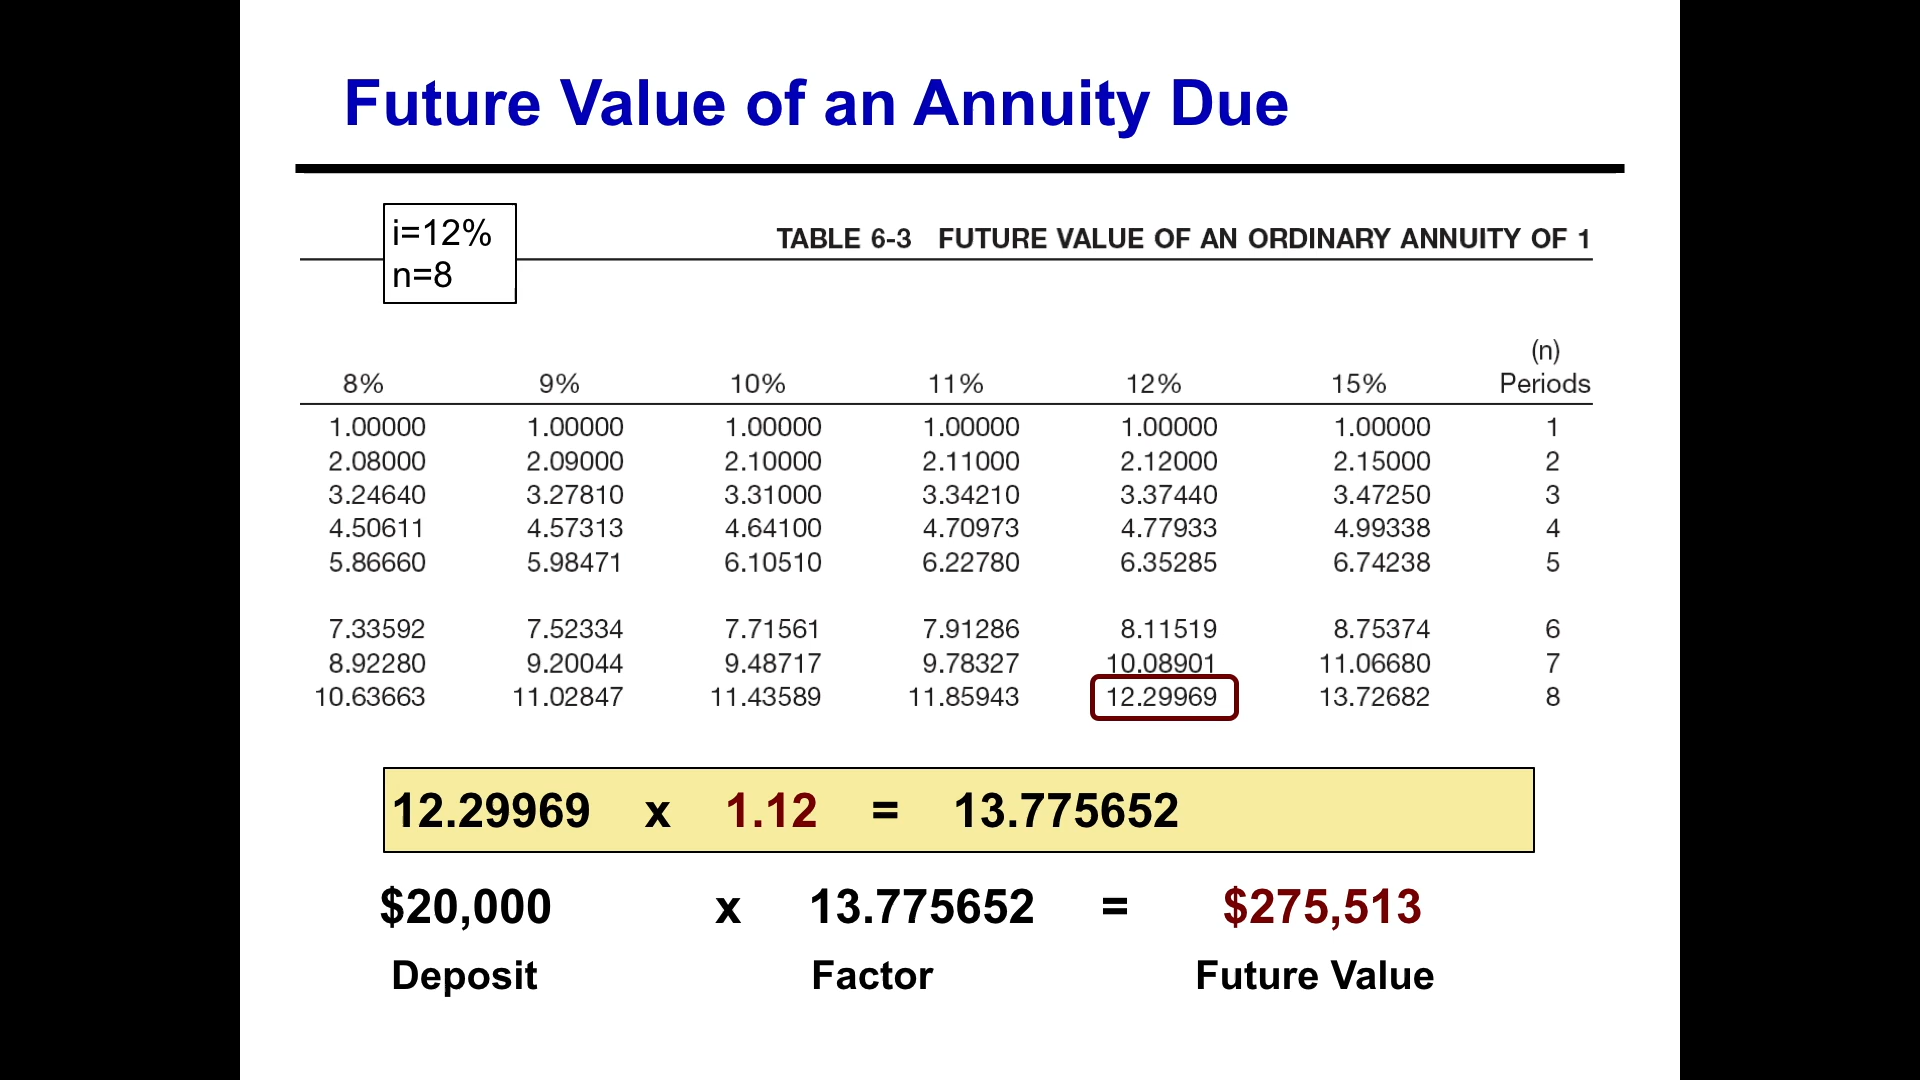 Future Value of an Annuity Due
i=12%
n=8
TABLE 6-3 FUTURE VALUE OF AN ORDINARY ANNUITY OF 1
(n)
8% 9% 10% 11% 12% 15% Periods
1.00000 1.00000 1.00000 1.00000 1.00000 1.00000 1
2.08000 2.09000 2.10000 2.11000 2.12000 2.15000 2
3.24640 3.27810 3.31000 3.34210 3.37440 3.47250 3
4.50611 4.57313 4.64100 4.70973 4.77933 4.99338 4
5.86660 5.98471 6.10510 6.22780 6.35285 6.74238 5
7.33592 7.52334 7.71561 7.91286 8.11519 8.75374 6
8.92280 9.20044 9.48717 9.78327 10.08901 11.06680 7
10.63663 11.02847 11.43589 11.85943 12.29969 13.72682 8
12.29969 x 1.12 = 13.775652
$20,000 x 13.775652 = $275,513
Deposit Factor Future Value